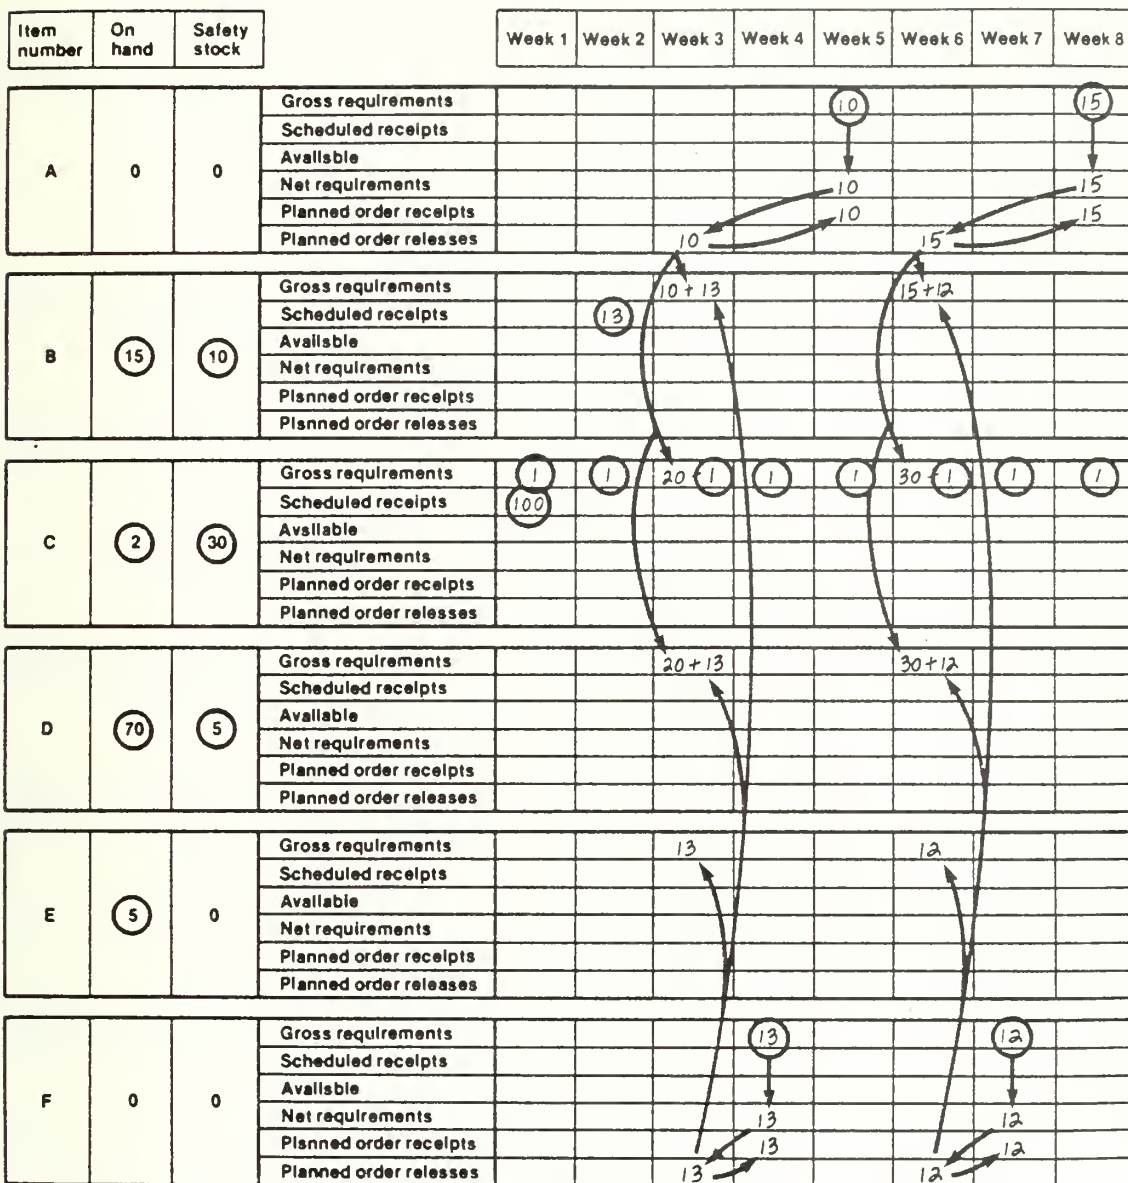 Item number On hand Safety stock Week 1 Week 2 Week 3 Week 4 Week 5 Week 6 Week 7 Week 8
A 0 0
Gross requirements 10 15
Scheduled receipts
Available
Net requirements 10 15
Planned order receipts 10 15
Planned order releases 10 15
B 15 10
Gross requirements 10+13 15+12
Scheduled receipts 13
Available
Net requirements
Planned order receipts
Planned order releases
C 2 30
Gross requirements 1 1 20+1 1 1 30+1 1 1
Scheduled receipts 100
Available
Net requirements
Planned order receipts
Planned order releases
D 70 5
Gross requirements 20+13 30+12
Scheduled receipts
Available
Net requirements
Planned order receipts
Planned order releases
E 5 0
Gross requirements 13 12
Scheduled receipts
Available
Net requirements
Planned order receipts
Planned order releases
F 0 0
Gross requirements 13 12
Scheduled receipts
Available
Net requirements 13 12
Planned order receipts 13 12
Planned order releases 13 12